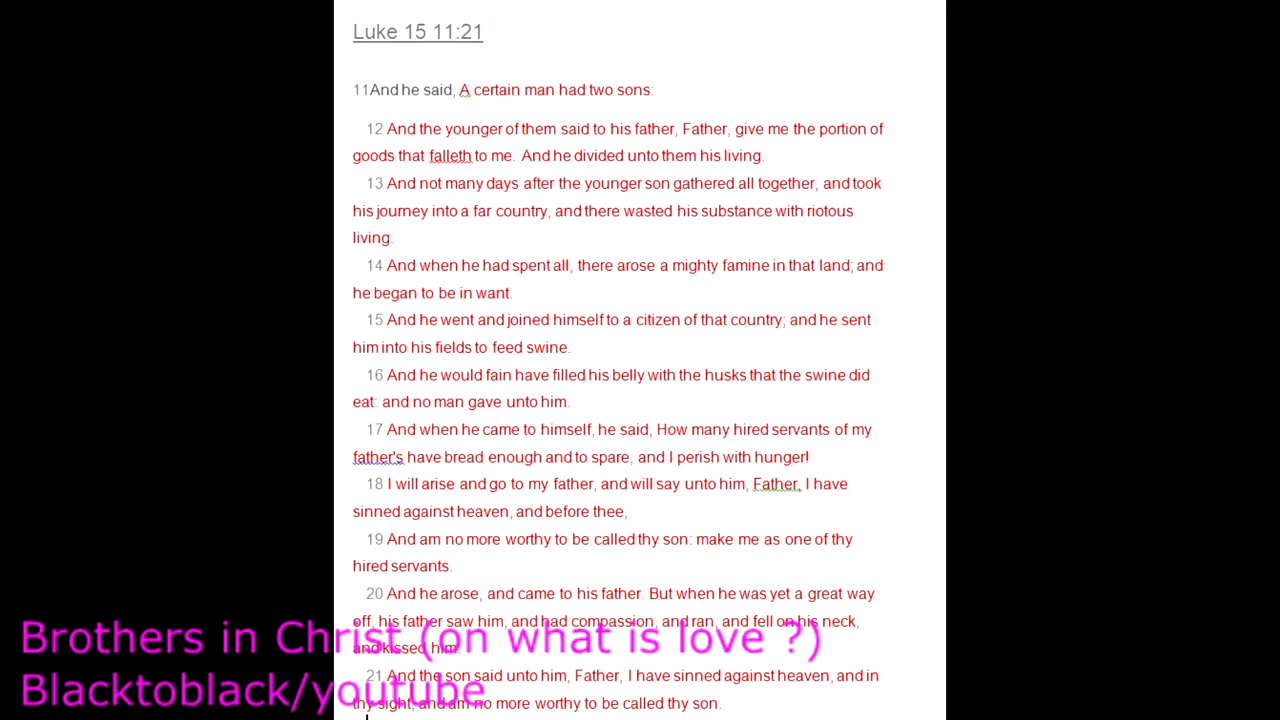 Luke 15 11:21
11And he said, A certain man had two sons:
12 And the younger of them said to his father, Father, give me the portion of
goods that falleth to me. And he divided unto them his living.
13 And not many days after the younger son gathered all together, and took
his journey into a far country, and there wasted his substance with riotous
living.
14 And when he had spent all, there arose a mighty famine in that land; and
he began to be in want.
15 And he went and joined himself to a citizen of that country; and he sent
him into his fields to feed swine.
16 And he would fain have filled his belly with the husks that the swine did
eat: and no man gave unto him.
17 And when he came to himself, he said, How many hired servants of my
father's have bread enough and to spare, and I perish with hunger!
18 I will arise and go to my father, and will say unto him, Father, I have
sinned against heaven, and before thee,
19 And am no more worthy to be called thy son: make me as one of thy
hired servants.
20 And he arose, and came to his father. But when he was yet a great way
off, his father saw him, and had compassion, and ran, and fell on his neck,
and kissed him.
21 And the son said unto him, Father, I have sinned against heaven, and in
thy sight, and am no more worthy to be called thy son.
Brothers in Christ (on what is love ?)
Blacktoblack/youtube